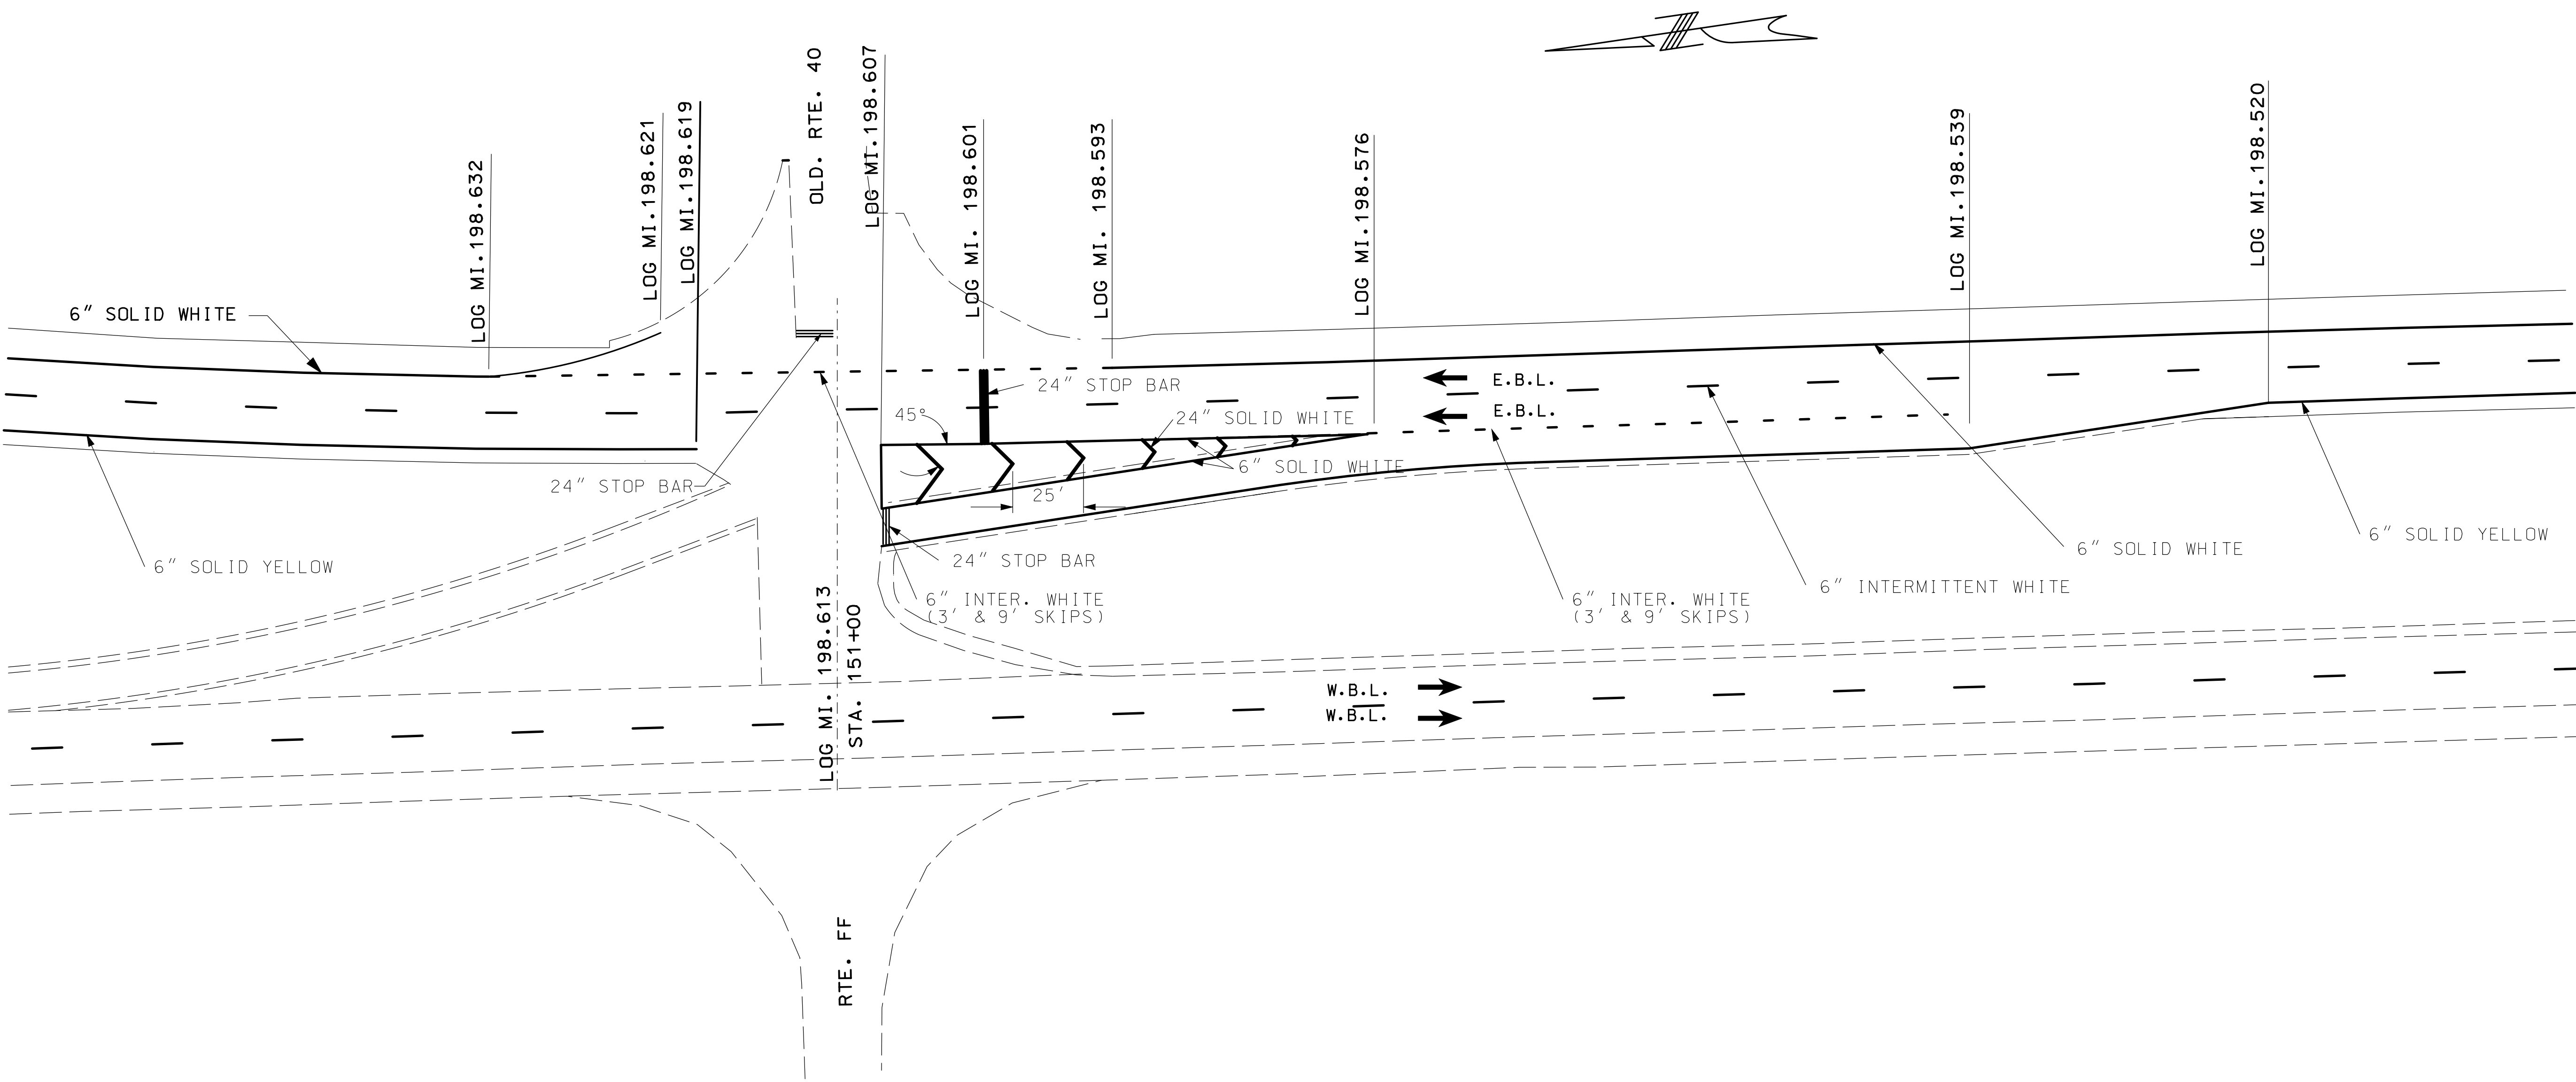 OLD. RTE. 40
LOG MI.198.607
LOG MI.198.520
LOG MI.198.619
LOG MI.198.539
LOG MI.198.621
LOG MI. 198.601
LOG MI. 198.593
LOG MI.198.576
LOG MI.198.632
6" SOLID WHITE
E.B.L.
24" STOP BAR
45°
E.B.L.
24" SOLID WHITE
6" SOLID WHITE
24" STOP BAR
25'
6" SOLID YELLOW
6" SOLID WHITE
24" STOP BAR
6" SOLID YELLOW
6" INTERMITTENT WHITE
6" INTER. WHITE
(3' & 9' SKIPS)
6" INTER. WHITE
(3' & 9' SKIPS)
LOG MI. 198.613
STA. 151+00
W.B.L.
W.B.L.
RTE. FF